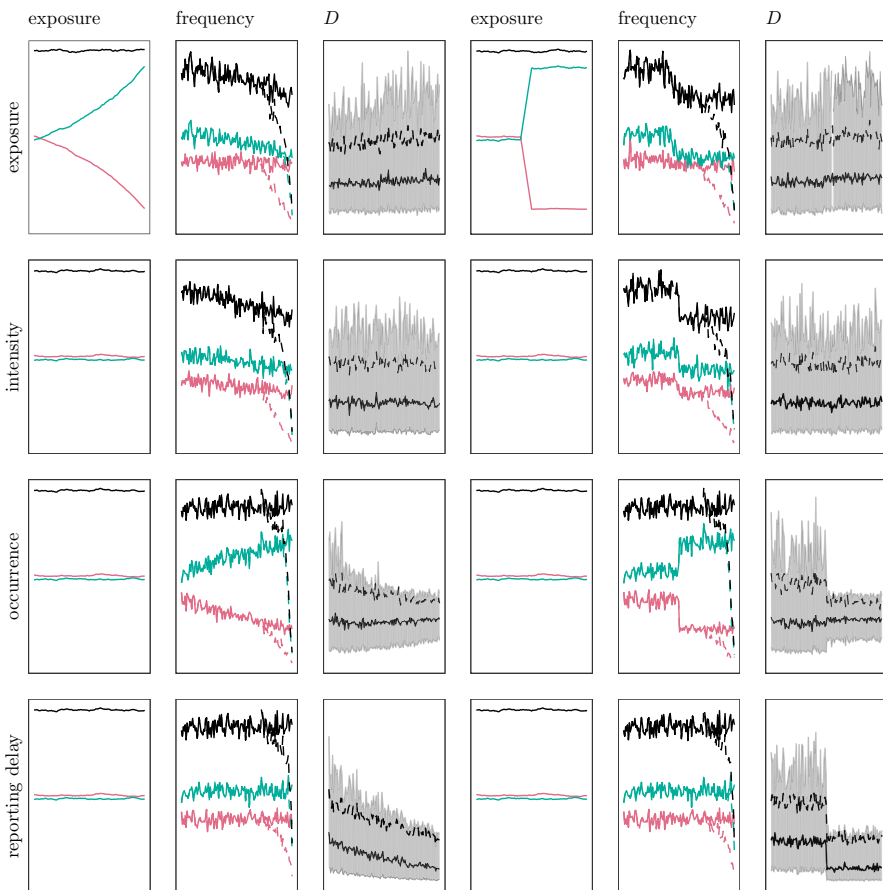 exposure frequency D exposure frequency D
exposure
intensity
occurrence
reporting delay